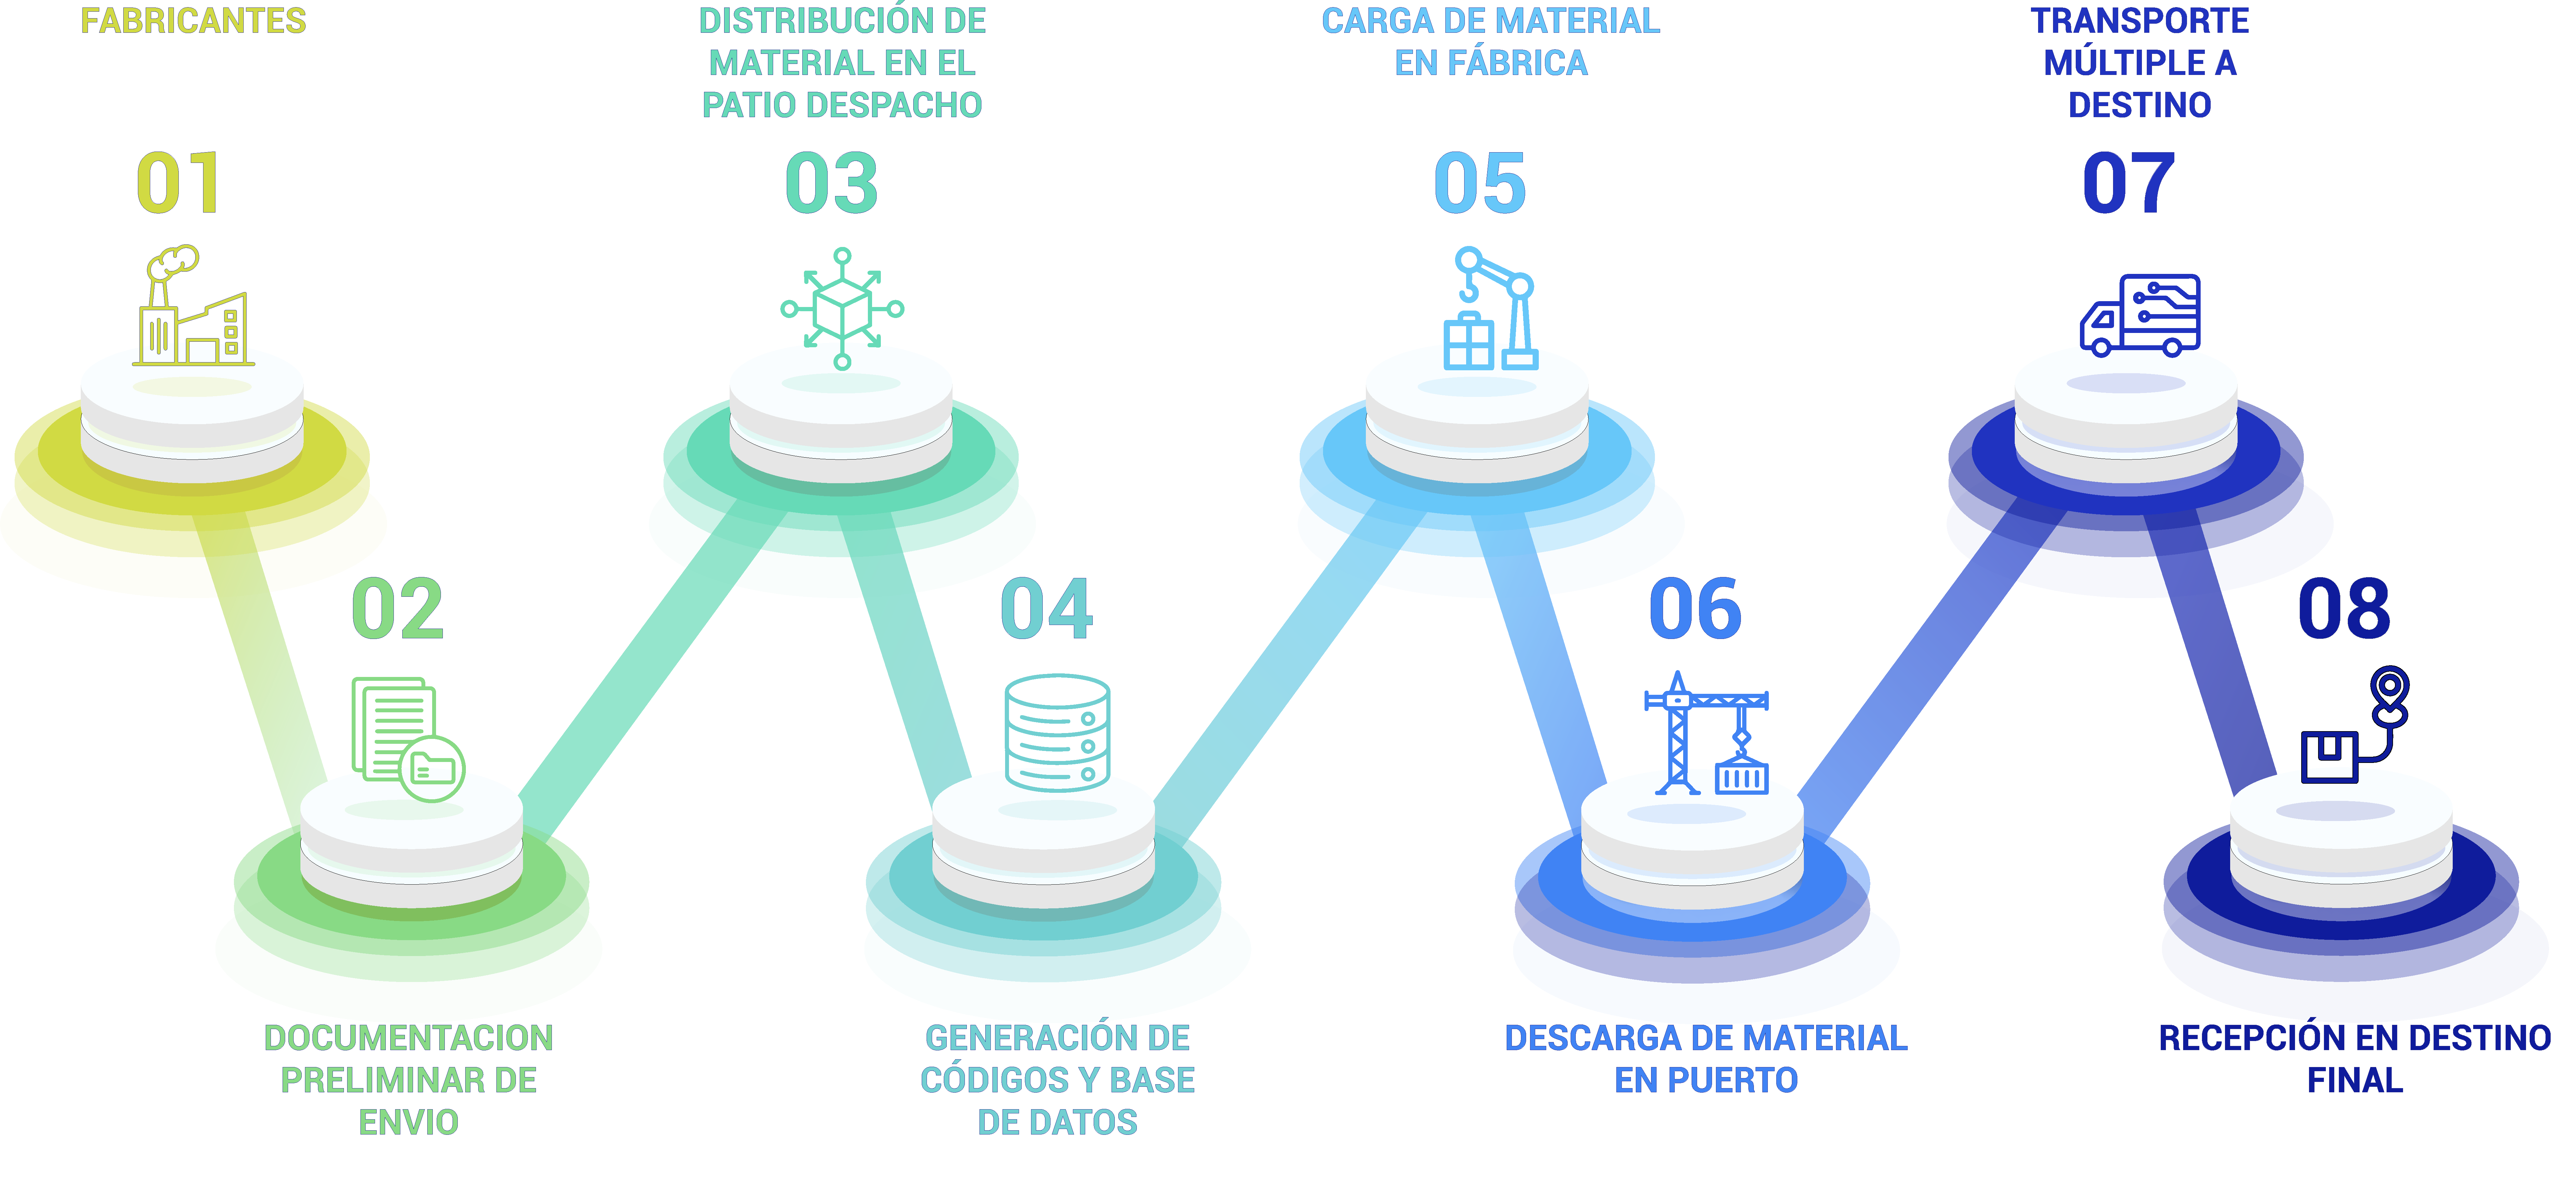 FABRICANTES
01
02
DOCUMENTACION
PRELIMINAR DE
ENVIO
DISTRIBUCIÓN DE
MATERIAL EN EL
PATIO DESPACHO
03
04
GENERACIÓN DE
CÓDIGOS Y BASE
DE DATOS
CARGA DE MATERIAL
EN FÁBRICA
05
06
DESCARGA DE MATERIAL
EN PUERTO
TRANSPORTE
MÚLTIPLE A
DESTINO
07
08
RECEPCIÓN EN DESTINO
FINAL